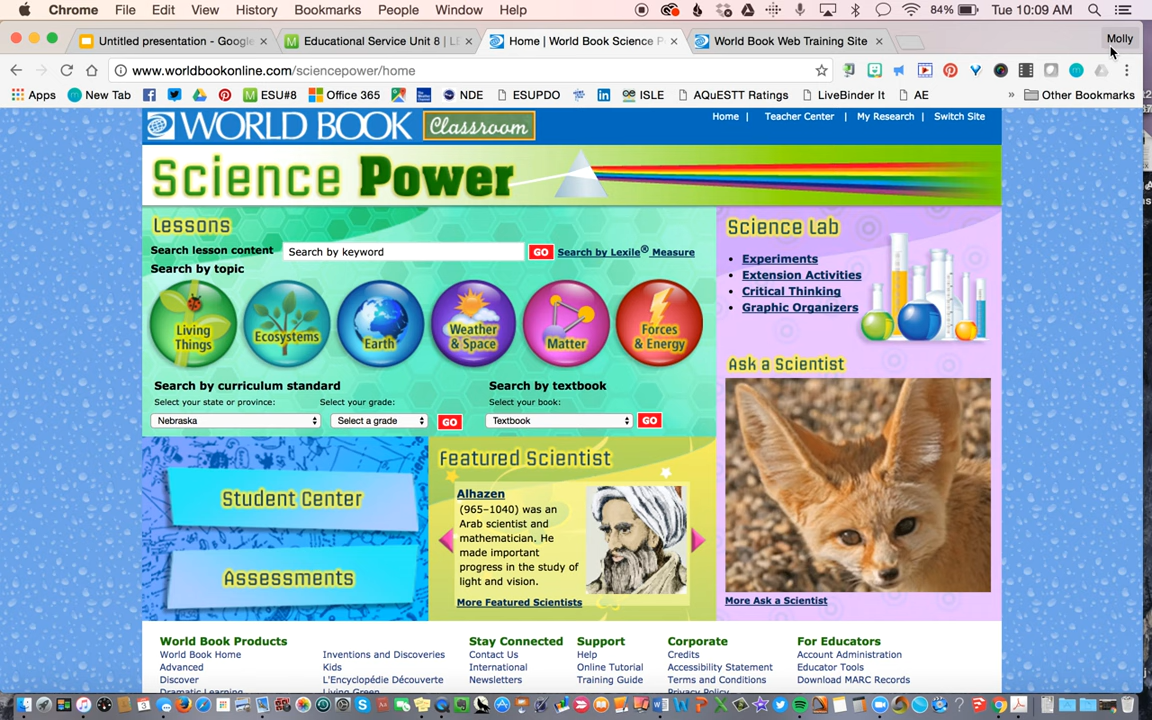 Chrome File Edit View History Bookmarks People Window Help 84% Tue 10:09 AM
Untitled presentation - Google Educational Service Unit 8 | LE Home | World Book Science P World Book Web Training Site Molly
www.worldbookonline.com/sciencepower/home
Apps New Tab ESU#8 Office 365 NDE ESUPDO ISLE AQuESTT Ratings LiveBinder It AE » Other Bookmarks
WORLD BOOK Classroom
Home | Teacher Center | My Research | Switch Site
Science Power
Lessons
Search lesson content Search by keyword GO Search by Lexile® Measure
Search by topic
Living Things
Ecosystems
Earth
Weather & Space
Matter
Forces & Energy
Search by curriculum standard
Select your state or province: Select your grade:
Nebraska Select a grade GO
Search by textbook
Select your book:
Textbook GO
Science Lab
• Experiments
• Extension Activities
• Critical Thinking
• Graphic Organizers
Ask a Scientist
More Ask a Scientist
Student Center
Assessments
Featured Scientist
Alhazen
(965–1040) was an
Arab scientist and
mathematician. He
made important
progress in the study of
light and vision.
More Featured Scientists
World Book Products
World Book Home
Advanced
Discover
Dramatic Learning
Inventions and Discoveries
Kids
L'Encyclopédie Découverte
Living Green
Stay Connected
Contact Us
International
Newsletters
Support
Help
Online Tutorial
Training Guide
Corporate
Credits
Accessibility Statement
Terms and Conditions
Privacy Policy
For Educators
Account Administration
Educator Tools
Download MARC Records